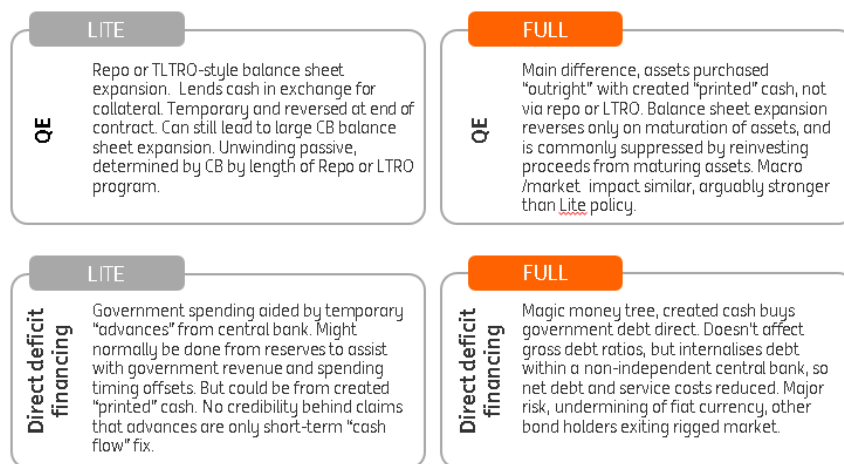 LITE
QE
Repo or TLTRO-style balance sheet
expansion. Lends cash in exchange for
collateral. Temporary and reversed at end of
contract. Can still lead to large CB balance
sheet expansion. Unwinding passive,
determined by CB by length of Repo or LTRO
program.
FULL
QE
Main difference, assets purchased
“outright” with created “printed” cash, not
via repo or LTRO. Balance sheet expansion
reverses only on maturation of assets, and
is commonly suppressed by reinvesting
proceeds from maturing assets. Macro
/market impact similar, arguably stronger
than Lite policy.
LITE
Direct deficit
financing
Government spending aided by temporary
“advances” from central bank. Might
normally be done from reserves to assist
with government revenue and spending
timing offsets. But could be from created
“printed” cash. No credibility behind claims
that advances are only short-term “cash
flow” fix.
FULL
Direct deficit
financing
Magic money tree, created cash buys
government debt direct. Doesn't affect
gross debt ratios, but internalises debt
within a non-independent central bank, so
net debt and service costs reduced. Major
risk, undermining of fiat currency, other
bond holders exiting rigged market.